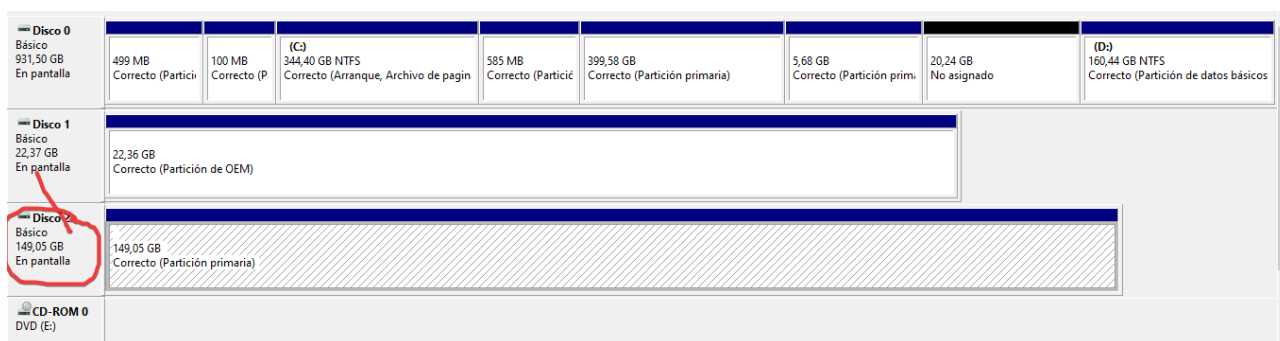 Disco 0
Básico
931,50 GB
En pantalla
499 MB
Correcto (Partici
100 MB
Correcto (P
(C:)
344,40 GB NTFS
Correcto (Arranque, Archivo de pagin
585 MB
Correcto (Partició
399,58 GB
Correcto (Partición primaria)
5,68 GB
Correcto (Partición prima
20,24 GB
No asignado
(D:)
160,44 GB NTFS
Correcto (Partición de datos básicos
Disco 1
Básico
22,37 GB
En pantalla
22,36 GB
Correcto (Partición de OEM)
Disco 2
Básico
149,05 GB
En pantalla
149,05 GB
Correcto (Partición primaria)
CD-ROM 0
DVD (E:)